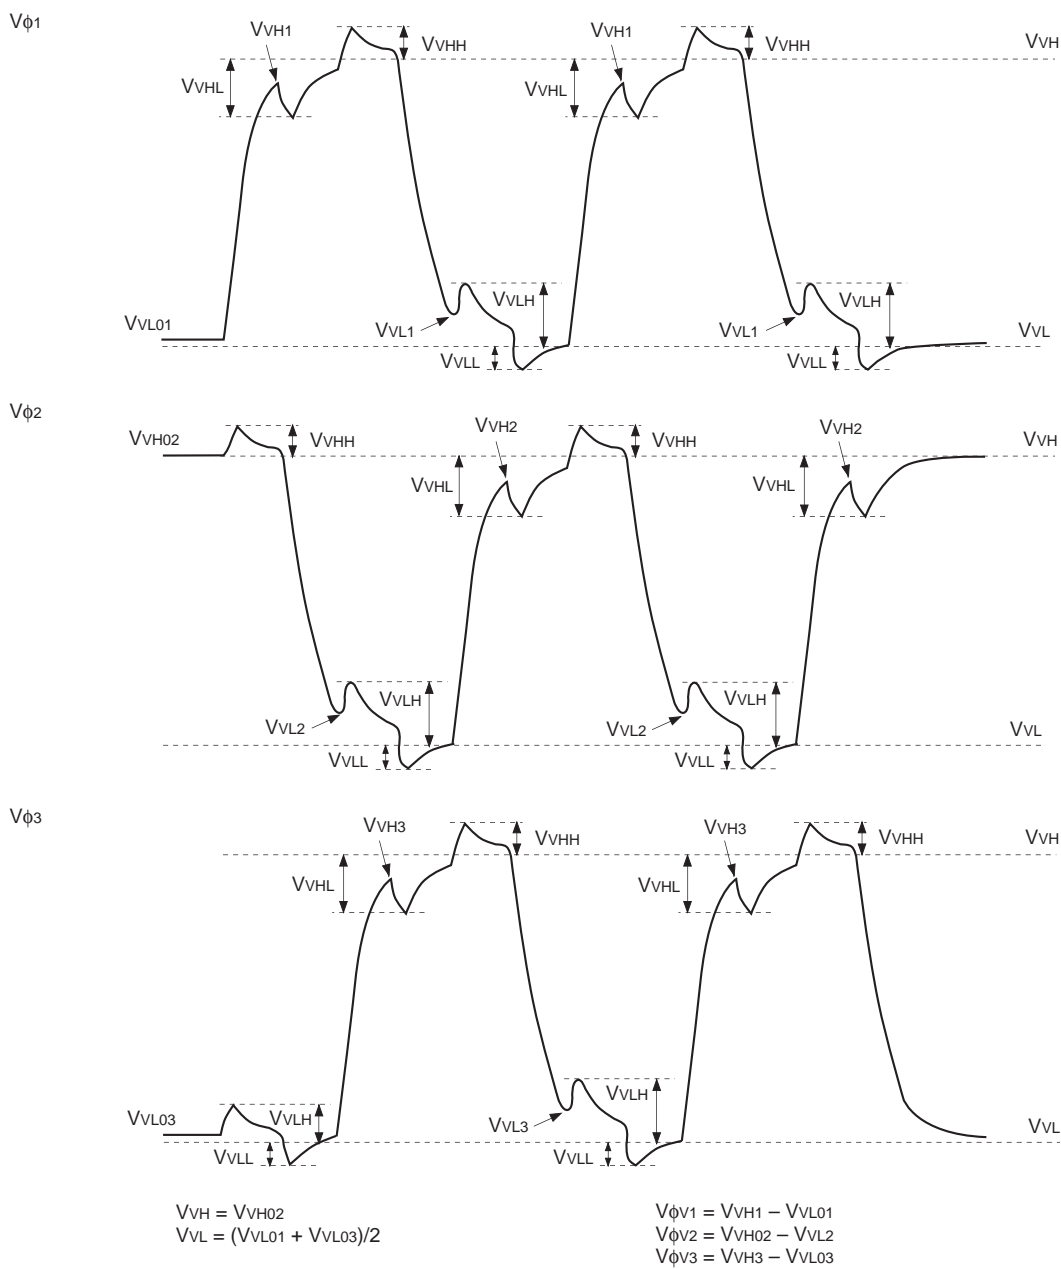 Vϕ1
VVH1 VVHH VVH1 VVHH VVH
VVHL VVHL
VVL01 VVLH VVLH VVL
VVL1 VVL1
VVLL VVLL
Vϕ2
VVH02 VVHH VVH2 VVHH VVH2 VVH
VVHL VVHL
VVLH VVLH
VVL2 VVL2 VVL
VVLL VVLL
Vϕ3
VVH3 VVHH VVH3 VVHH VVH
VVHL VVHL
VVL03 VVLH VVLH VVL
VVL3
VVLL VVLL
VVH = VVH02
VVL = (VVL01 + VVL03)/2
VϕV1 = VVH1 – VVL01
VϕV2 = VVH02 – VVL2
VϕV3 = VVH3 – VVL03